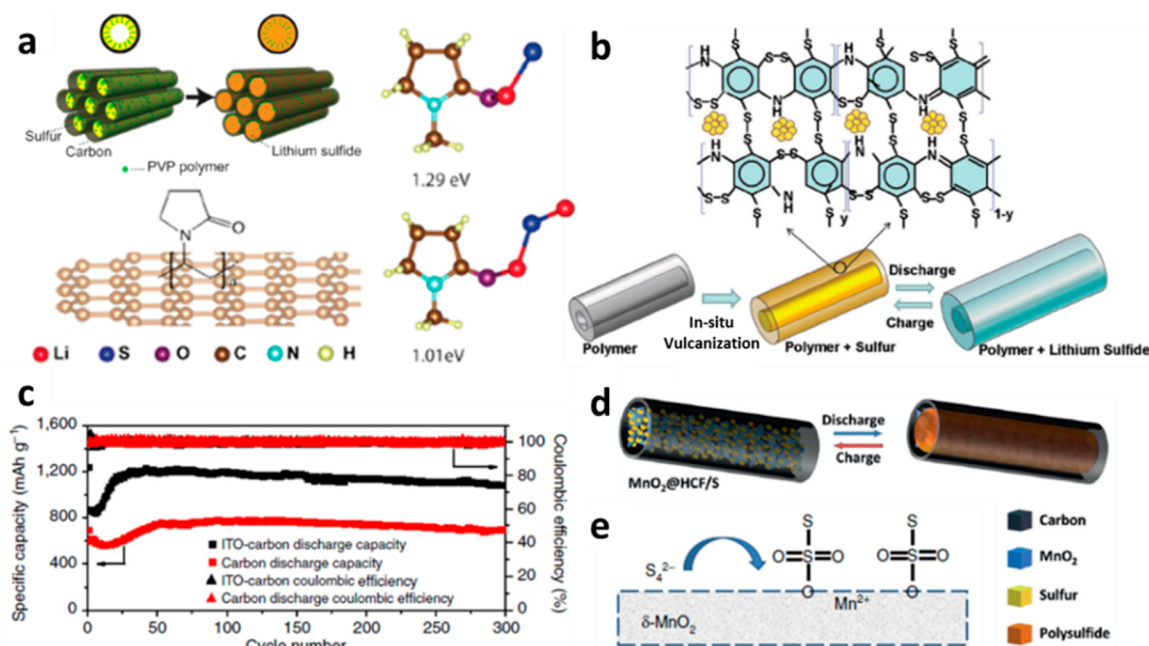 a
Sulfur
Carbon
Lithium sulfide
PVP polymer
N
O
n
1.29 eV
1.01eV
Li S O C N H
b
S S S S
H
N S-S N S-S
S-S N H S-S N H S-S
S S S S
H N S-S H N S-S H N
S-S NH S-S NH S-S
S S S S
y 1-y
Polymer
In-situ
Vulcanization
Polymer + Sulfur
Discharge
Charge
Polymer + Lithium Sulfide
c
Specific capacity (mAh g⁻¹)
1,600
1,200
800
600
400
0
100
80
60
40
20
0
Coulombic efficiency (%)
ITO-carbon discharge capacity
Carbon discharge capacity
ITO-carbon coulombic efficiency
Carbon discharge coulombic efficiency
0 50 100 150 200 250 300
Cycle number
d
MnO₂@HCF/S
Discharge
Charge
e
S₄²⁻
S S
O S O O S O
O O
Mn²⁺
δ-MnO₂
Carbon
MnO₂
Sulfur
Polysulfide